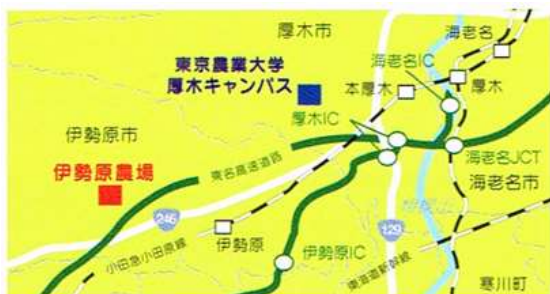 厚木市
海老名
海老名IC
東京農業大学
厚木キャンパス
本厚木
厚木
厚木IC
伊勢原市
海老名JCT
伊勢原農場
東名高速道路
海老名市
相模川
246
伊勢原
129
小田急小田原線
伊勢原IC
東海道新幹線
寒川町